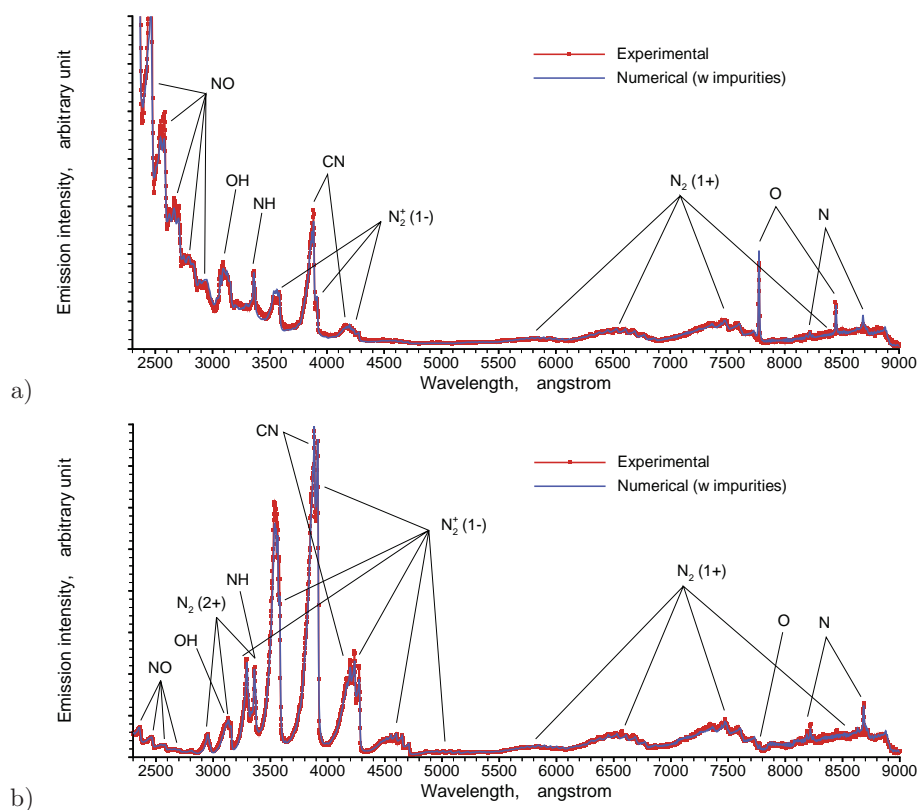 Emission intensity, arbitrary unit
Experimental
Numerical (w impurities)
NO
OH
NH
CN
N₂⁺ (1-)
N₂ (1+)
O
N
2500 3000 3500 4000 4500 5000 5500 6000 6500 7000 7500 8000 8500 9000
Wavelength, angstrom
a)
Emission intensity, arbitrary unit
Experimental
Numerical (w impurities)
CN
N₂⁺ (1-)
NH
N₂ (2+)
OH
NO
N₂ (1+)
O
N
2500 3000 3500 4000 4500 5000 5500 6000 6500 7000 7500 8000 8500 9000
Wavelength, angstrom
b)